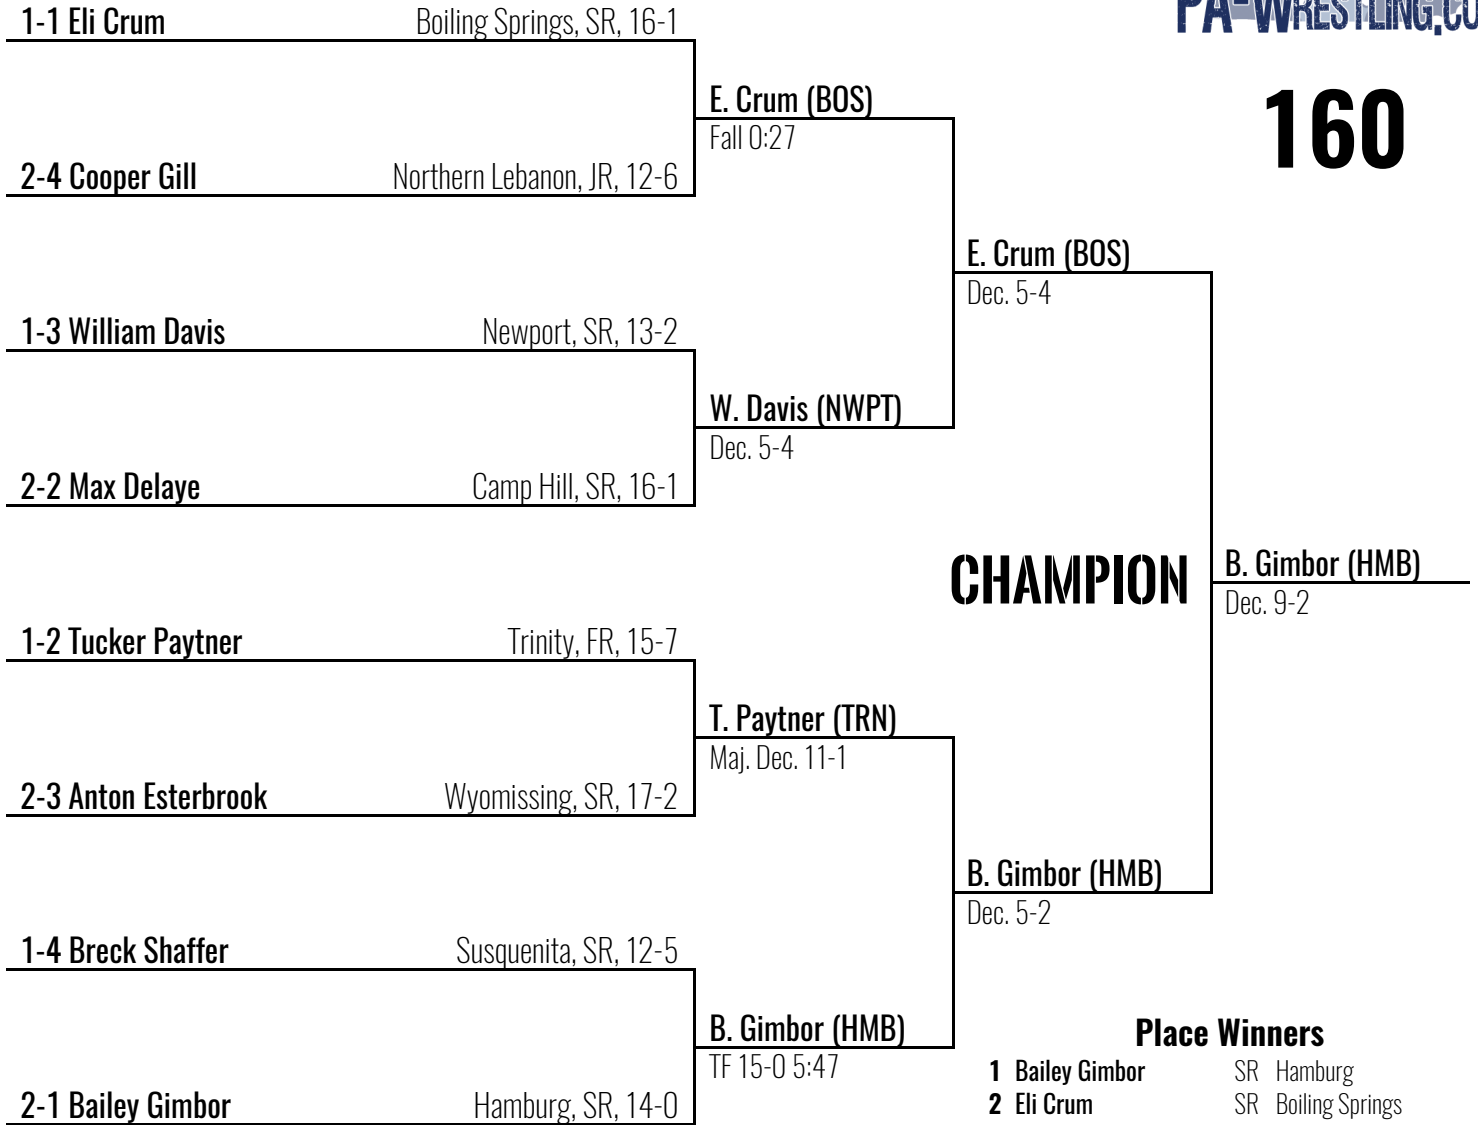 PA-WRESTLING.CO
1-1 Eli Crum Boiling Springs, SR, 16-1
E. Crum (BOS)
160
Fall 0:27
2-4 Cooper Gill Northern Lebanon, JR, 12-6
E. Crum (BOS)
Dec. 5-4
1-3 William Davis Newport, SR, 13-2
W. Davis (NWPT)
Dec. 5-4
2-2 Max Delaye Camp Hill, SR, 16-1
CHAMPION
B. Gimbor (HMB)
Dec. 9-2
1-2 Tucker Paytner Trinity, FR, 15-7
T. Paytner (TRN)
Maj. Dec. 11-1
2-3 Anton Esterbrook Wyomissing, SR, 17-2
B. Gimbor (HMB)
Dec. 5-2
1-4 Breck Shaffer Susquenita, SR, 12-5
B. Gimbor (HMB)
TF 15-0 5:47
2-1 Bailey Gimbor Hamburg, SR, 14-0
Place Winners
1 Bailey Gimbor SR Hamburg
2 Eli Crum SR Boiling Springs